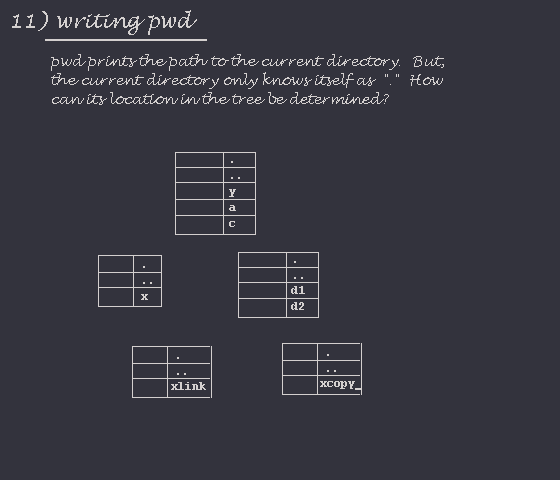 11) writing pwd
pwd prints the path to the current directory. But,
the current directory only knows itself as "." How
can its location in the tree be determined?
.
..
y
a
c
.
..
x
.
..
d1
d2
.
..
xlink
.
..
xcopy_